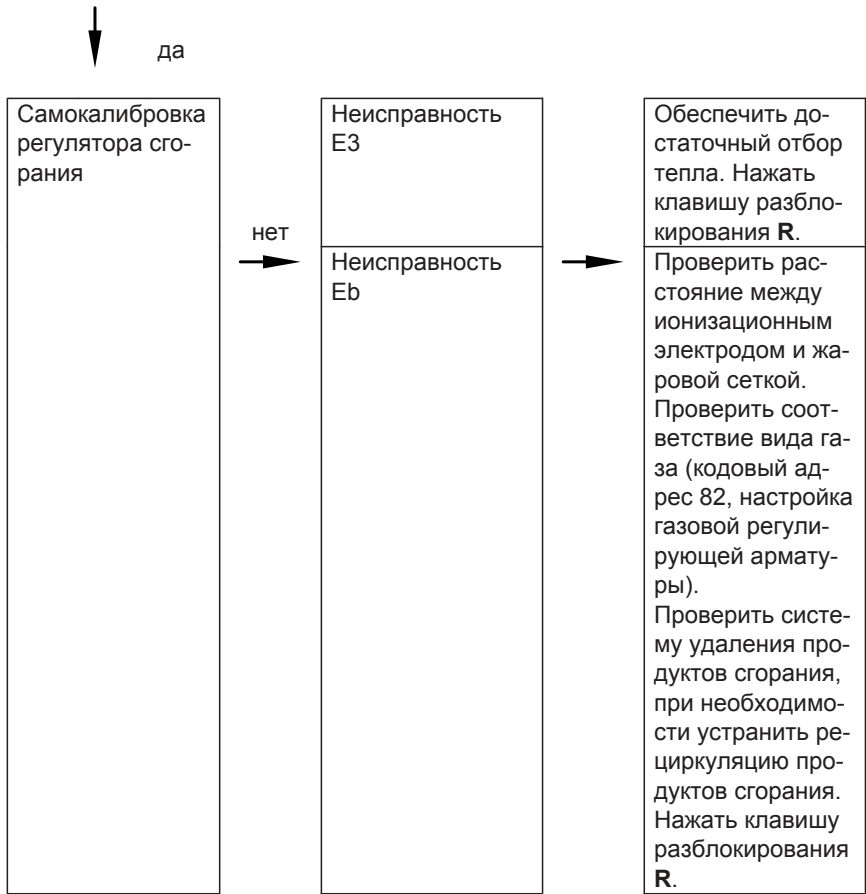 да
Самокалибровка
регулятора сго-
рания
нет
Неисправность
E3
Обеспечить до-
статочный отбор
тепла. Нажать
клавишу разбло-
кирования R.
Неисправность
Eb
Проверить рас-
стояние между
ионизационным
электродом и жа-
ровой сеткой.
Проверить соот-
ветствие вида га-
за (кодовый ад-
рес 82, настройка
газовой регули-
рующей армату-
ры).
Проверить систе-
му удаления про-
дуктов сгорания,
при необходимо-
сти устранить ре-
циркуляцию про-
дуктов сгорания.
Нажать клавишу
разблокирования
R.